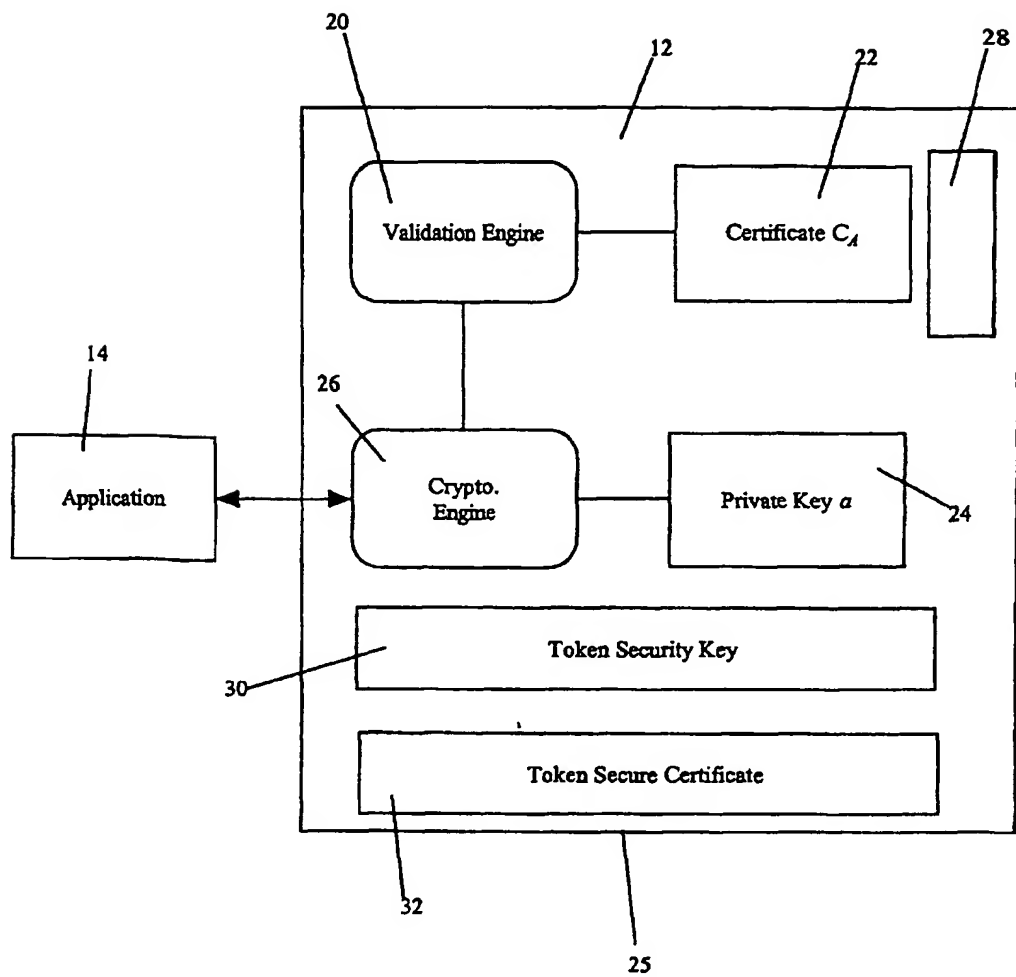 20
12
22
28
Validation Engine
Certificate C_A
14
26
Application
Crypto.
Engine
Private Key a
24
Token Security Key
30
Token Secure Certificate
32
25